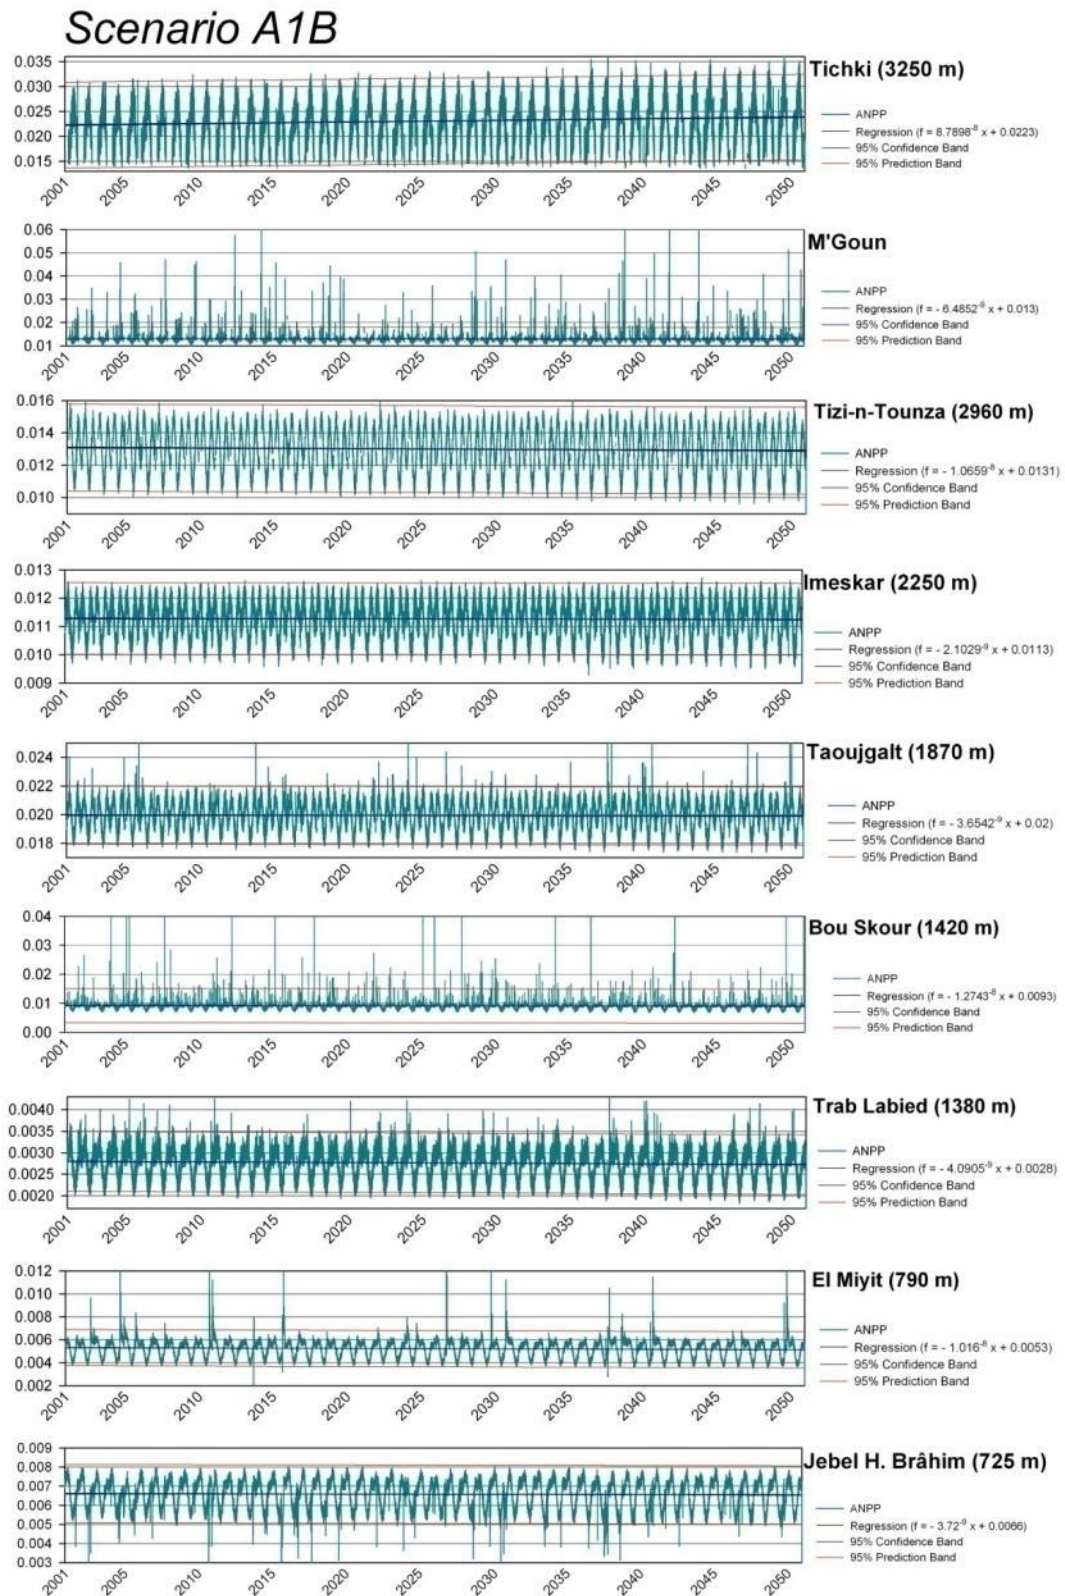 Scenario A1B
Tichki (3250 m)
0.035
0.030
0.025
0.020
0.015
ANPP
Regression (f = 8.7898⁻⁸ x + 0.0223)
95% Confidence Band
95% Prediction Band
2001 2005 2010 2015 2020 2025 2030 2035 2040 2045 2050
M'Goun
0.06
0.05
0.04
0.03
0.02
0.01
ANPP
Regression (f = - 6.4852⁻⁹ x + 0.013)
95% Confidence Band
95% Prediction Band
2001 2005 2010 2015 2020 2025 2030 2035 2040 2045 2050
Tizi-n-Tounza (2960 m)
0.016
0.014
0.012
0.010
ANPP
Regression (f = - 1.0659⁻⁸ x + 0.0131)
95% Confidence Band
95% Prediction Band
2001 2005 2010 2015 2020 2025 2030 2035 2040 2045 2050
Imeskar (2250 m)
0.013
0.012
0.011
0.010
0.009
ANPP
Regression (f = - 2.1029⁻⁹ x + 0.0113)
95% Confidence Band
95% Prediction Band
2001 2005 2010 2015 2020 2025 2030 2035 2040 2045 2050
Taoujgalt (1870 m)
0.024
0.022
0.020
0.018
ANPP
Regression (f = - 3.6542⁻⁹ x + 0.02)
95% Confidence Band
95% Prediction Band
2001 2005 2010 2015 2020 2025 2030 2035 2040 2045 2050
Bou Skour (1420 m)
0.04
0.03
0.02
0.01
0.00
ANPP
Regression (f = - 1.2743⁻⁸ x + 0.0093)
95% Confidence Band
95% Prediction Band
2001 2005 2010 2015 2020 2025 2030 2035 2040 2045 2050
Trab Labied (1380 m)
0.0040
0.0035
0.0030
0.0025
0.0020
ANPP
Regression (f = - 4.0905⁻⁹ x + 0.0028)
95% Confidence Band
95% Prediction Band
2001 2005 2010 2015 2020 2025 2030 2035 2040 2045 2050
El Miyit (790 m)
0.012
0.010
0.008
0.006
0.004
0.002
ANPP
Regression (f = - 1.016⁻⁸ x + 0.0053)
95% Confidence Band
95% Prediction Band
2001 2005 2010 2015 2020 2025 2030 2035 2040 2045 2050
Jebel H. Brâhim (725 m)
0.009
0.008
0.007
0.006
0.005
0.004
0.003
ANPP
Regression (f = - 3.72⁻⁹ x + 0.0066)
95% Confidence Band
95% Prediction Band
2001 2005 2010 2015 2020 2025 2030 2035 2040 2045 2050